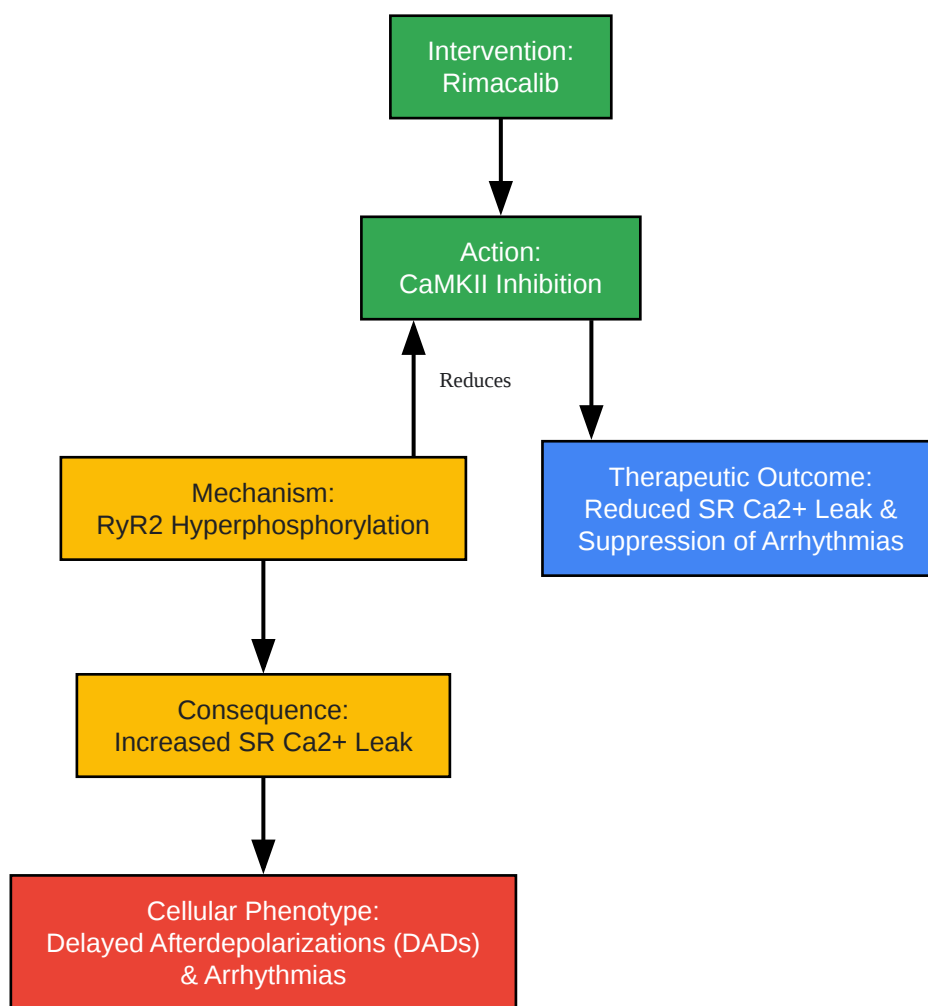 Intervention:
Rimacalib
Action:
CaMKII Inhibition
Reduces
Mechanism:
RyR2 Hyperphosphorylation
Therapeutic Outcome:
Reduced SR Ca2+ Leak &
Suppression of Arrhythmias
Consequence:
Increased SR Ca2+ Leak
Cellular Phenotype:
Delayed Afterdepolarizations (DADs)
& Arrhythmias